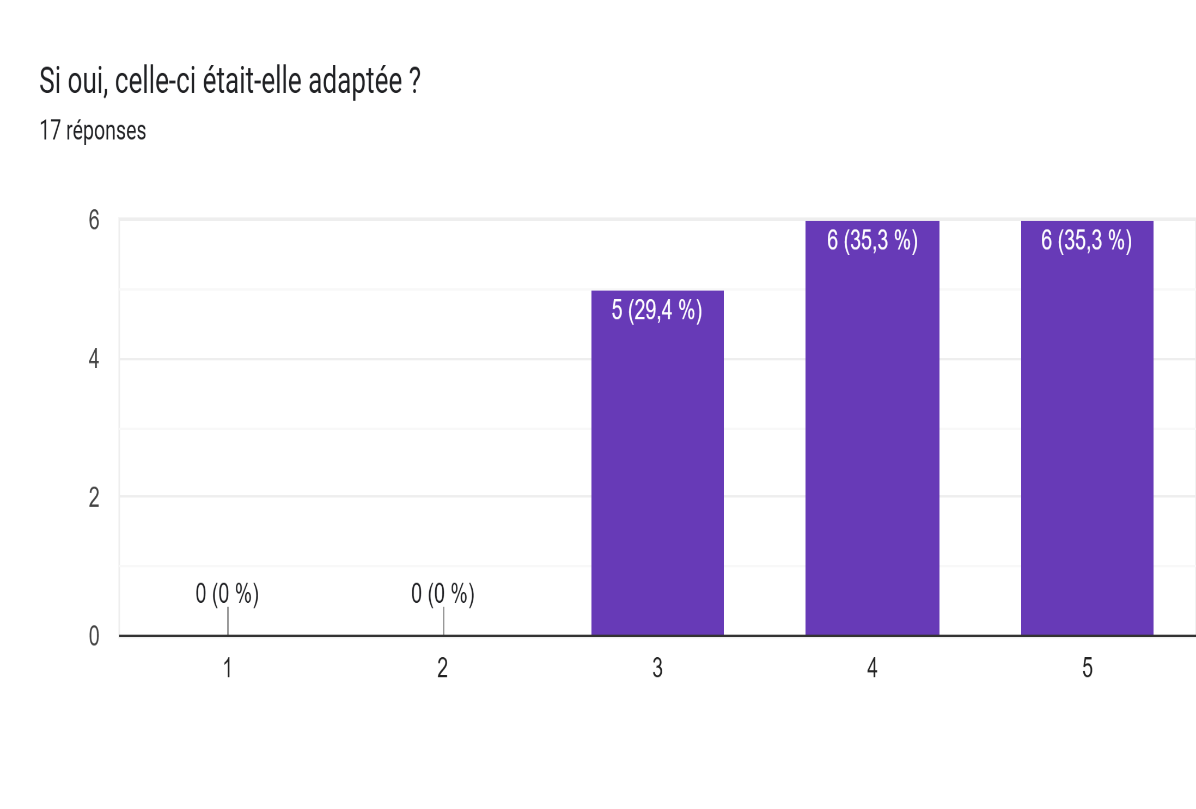 Si oui, celle-ci était-elle adaptée ?
17 réponses
6
6 (35,3 %)
6 (35,3 %)
5 (29,4 %)
4
2
0 (0 %)
0 (0 %)
0
1
2
3
4
5